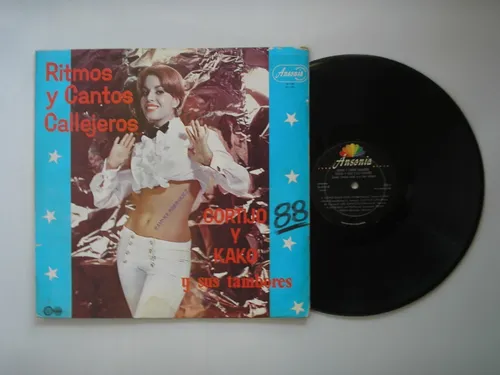 Ritmos
y Cantos
Callejeros
Ansonia
CORTIJO
Y
KAKO
y sus tambores
88
Ansonia